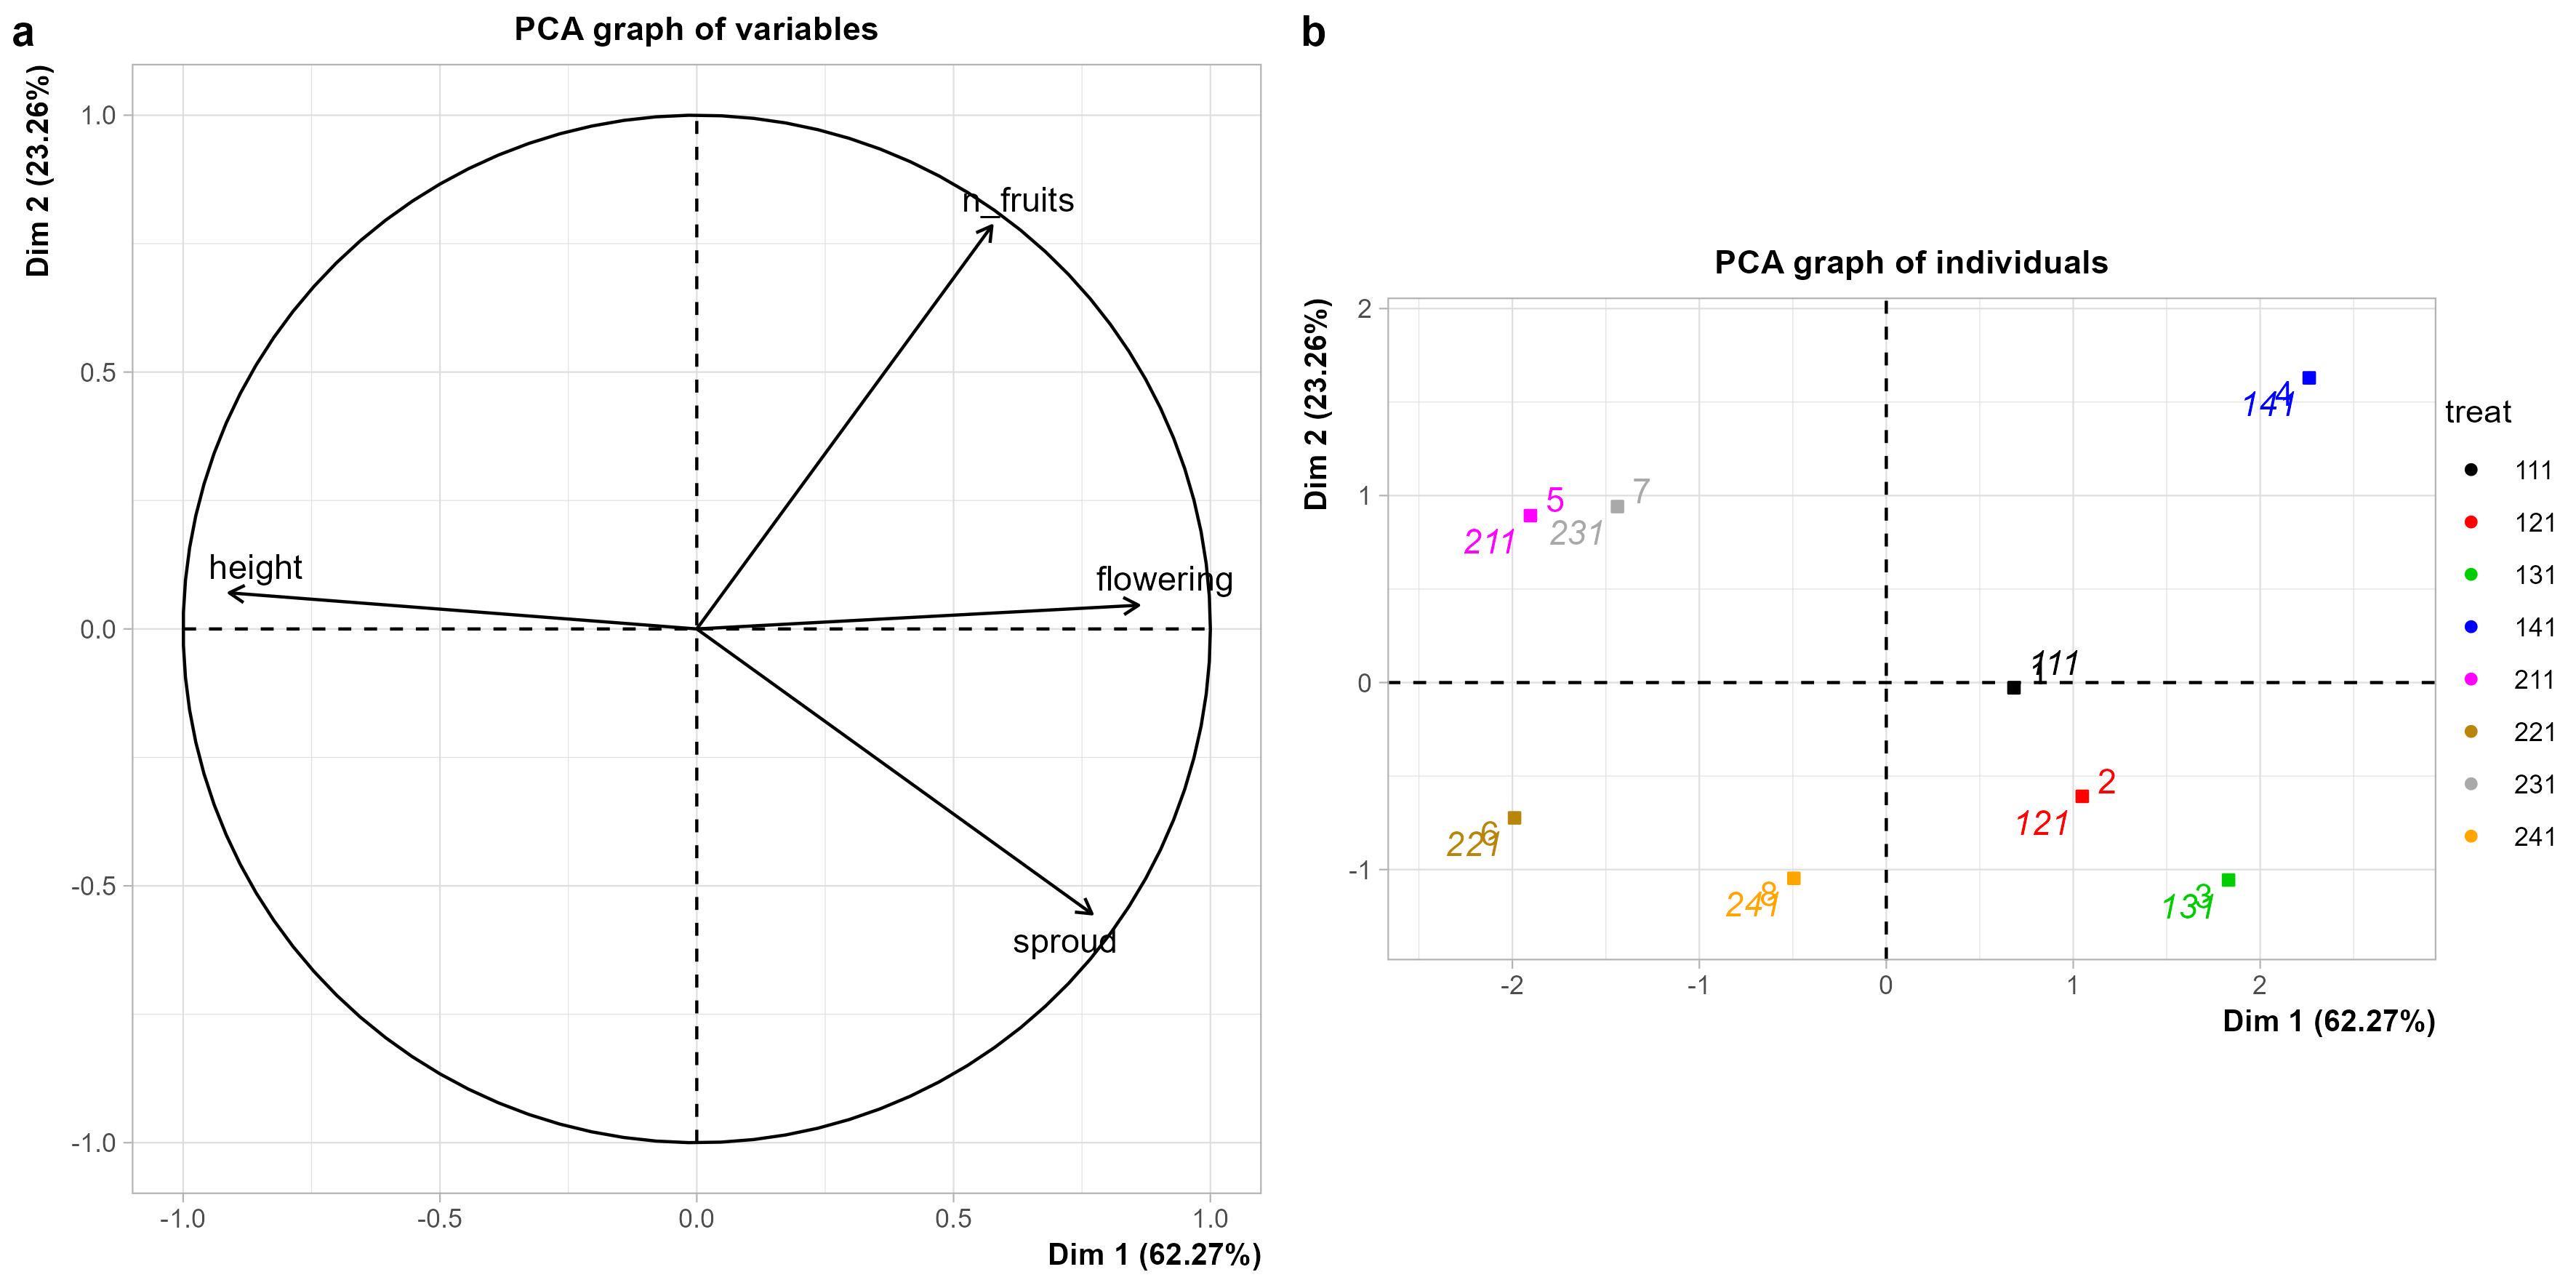 a
PCA graph of variables
Dim 2 (23.26%)
1.0
0.5
0.0
-0.5
-1.0
n_fruits
height
flowering
sproud
-1.0 -0.5 0.0 0.5 1.0
Dim 1 (62.27%)
b
PCA graph of individuals
Dim 2 (23.26%)
2
1
0
-1
4
141
5
211
7
231
111
1
2
121
6
221
8
241
3
131
-2 -1 0 1 2
Dim 1 (62.27%)
treat
111
121
131
141
211
221
231
241